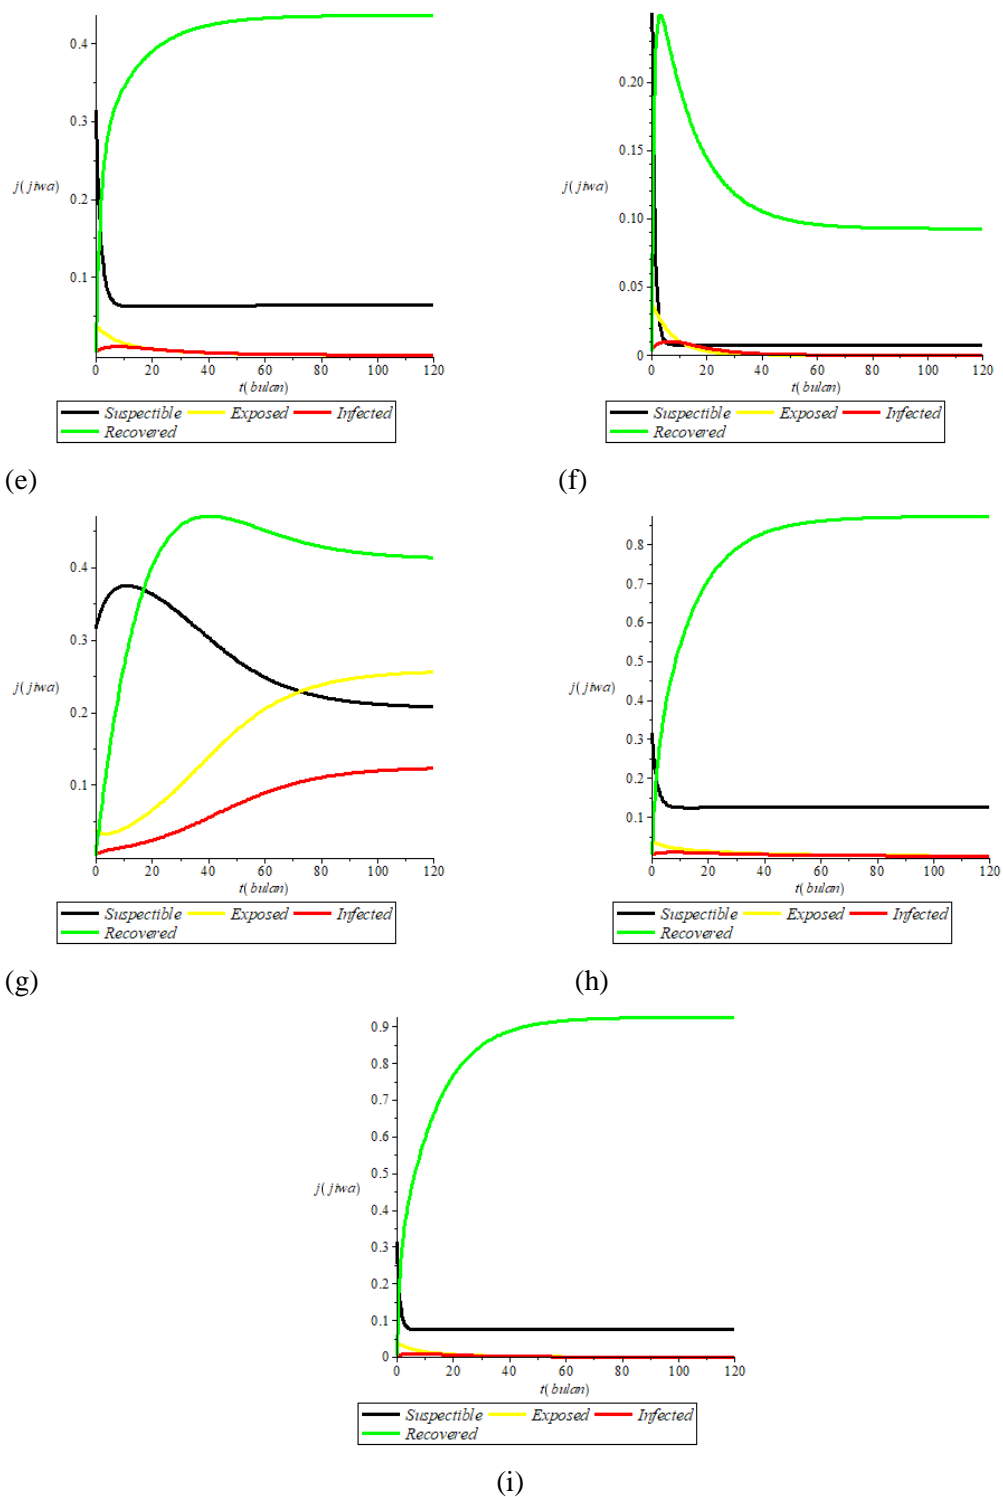 0.4
0.3
j( jiwa)
0.2
0.1
0 20 40 60 80 100 120
t( bulan)
Suspectible Exposed Infected
Recovered
(e)
0.20
0.15
j( jiwa)
0.10
0.05
0
0 20 40 60 80 100 120
t( bulan)
Suspectible Exposed Infected
Recovered
(f)
0.4
0.3
j( jiwa)
0.2
0.1
0 20 40 60 80 100 120
t( bulan)
Suspectible Exposed Infected
Recovered
(g)
0.8
0.7
0.6
0.5
j( jiwa)
0.4
0.3
0.2
0.1
0 20 40 60 80 100 120
t( bulan)
Suspectible Exposed Infected
Recovered
(h)
0.9
0.8
0.7
0.6
0.5
j( jiwa)
0.4
0.3
0.2
0.1
0
0 20 40 60 80 100 120
t( bulan)
Suspectible Exposed Infected
Recovered
(i)